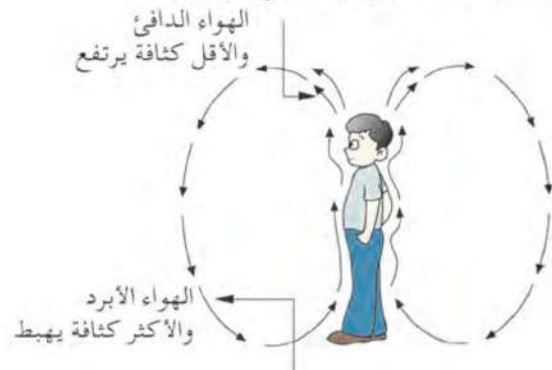 الهواء الدافئ
والأقل كثافة يرتفع
الهواء الأبرد
والأكثر كثافة يهبط